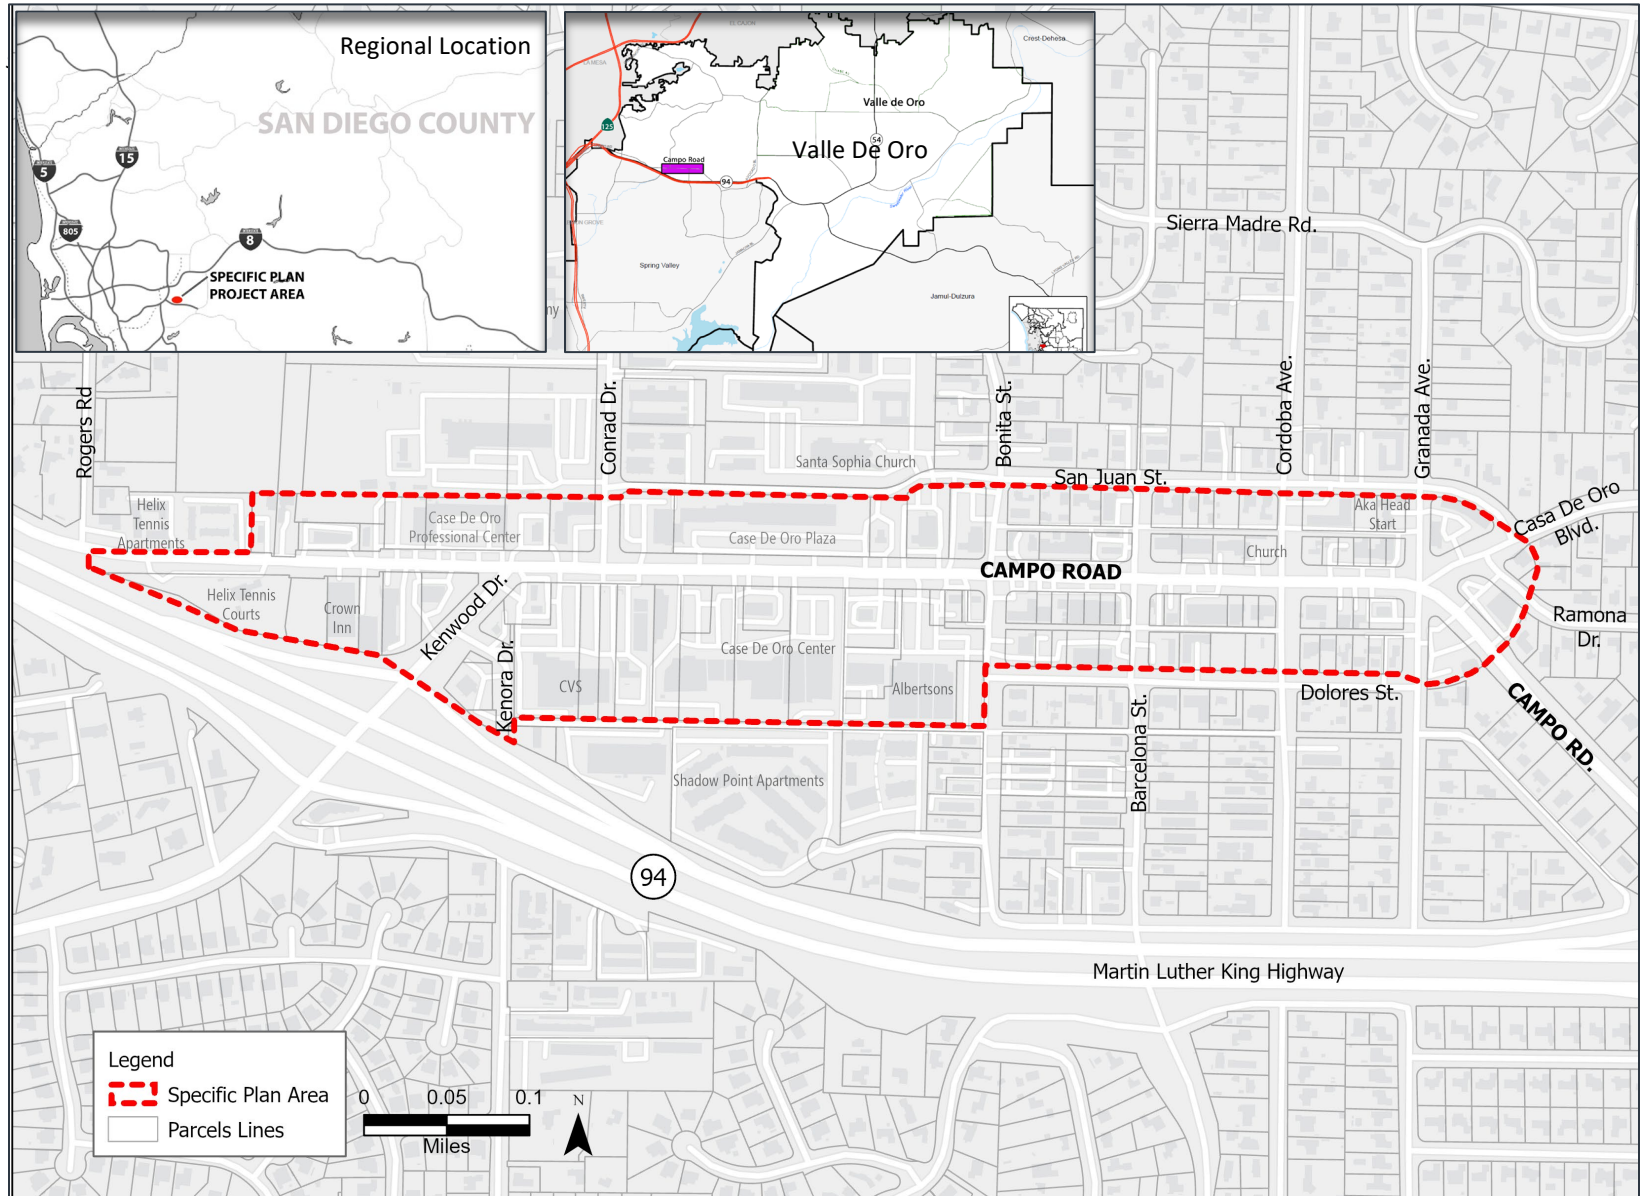 Regional Location
SAN DIEGO COUNTY
5
15
805
8
SPECIFIC PLAN
PROJECT AREA
EL CAJON
Crest-Dehesa
LA MESA
125
Valle de Oro
54
Valle De Oro
Campo Road
94
Spring Valley
Jamul-Dulzura
Sierra Madre Rd.
Rogers Rd
Conrad Dr.
Bonita St.
Cordoba Ave.
Granada Ave.
Santa Sophia Church
San Juan St.
Casa De Oro
Blvd.
Helix
Tennis
Apartments
Case De Oro
Professional Center
Case De Oro Plaza
Aka Head
Start
Church
CAMPO ROAD
Helix Tennis
Courts
Crown
Inn
Kenwood Dr.
Kenora Dr.
Case De Oro Center
CVS
Albertsons
Ramona
Dr.
Dolores St.
Barcelona St.
CAMPO RD.
Shadow Point Apartments
94
Martin Luther King Highway
Legend
Specific Plan Area
Parcels Lines
0 0.05 0.1
Miles
N